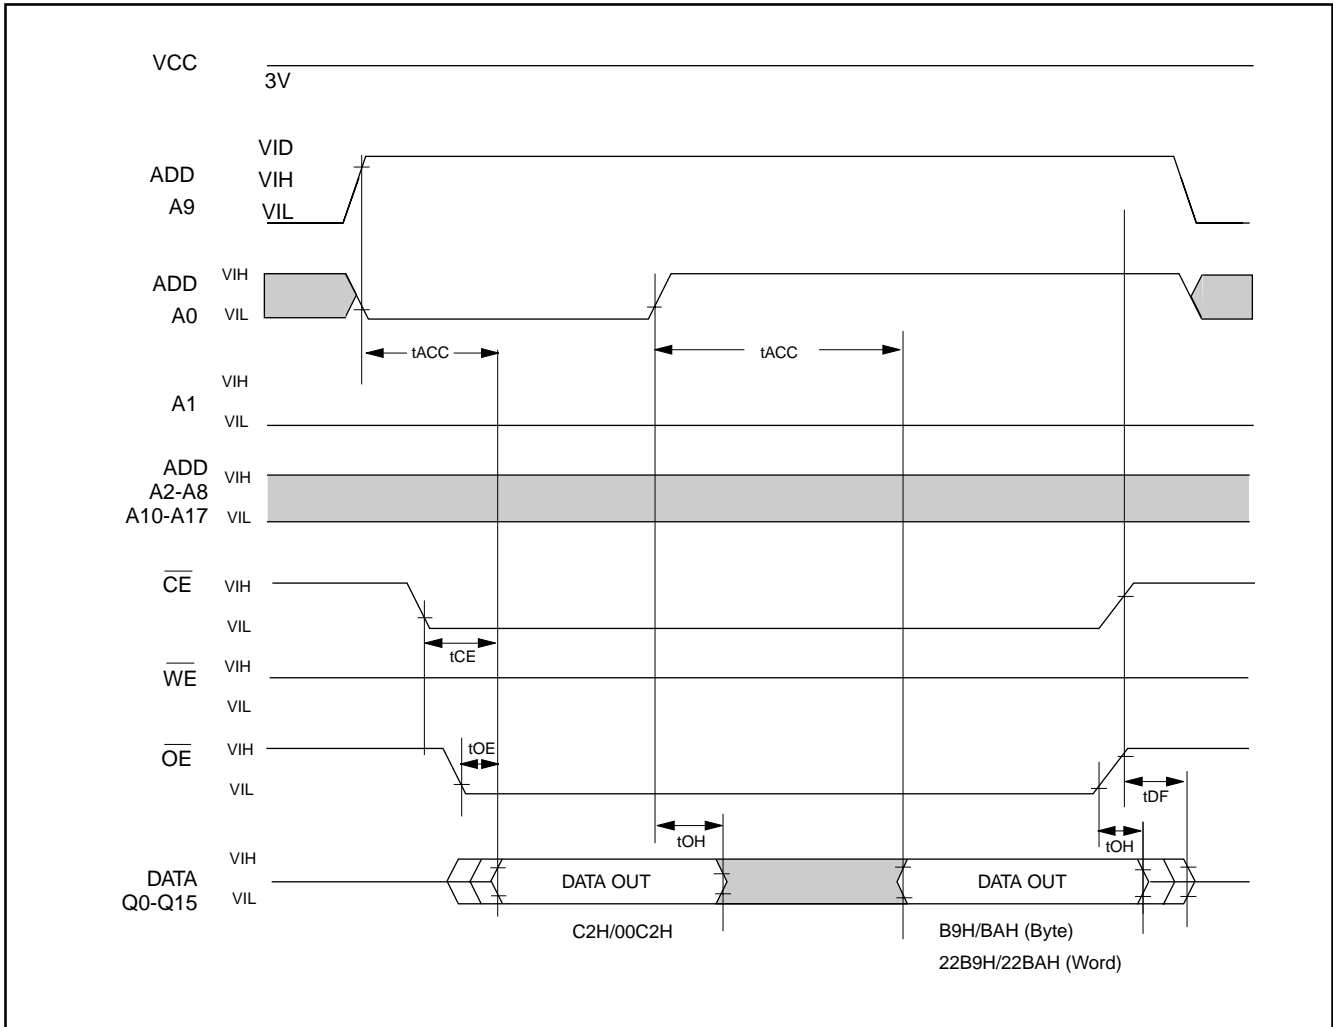 VCC
3V
VID
ADD
VIH
A9
VIL
VIH
ADD
A0
VIL
tACC
tACC
VIH
A1
VIL
ADD
VIH
A2-A8
A10-A17
VIL
CE
VIH
VIL
tCE
VIH
WE
VIL
VIH
OE
tOE
VIL
tDF
tOH
tOH
VIH
DATA
DATA OUT
DATA OUT
Q0-Q15
VIL
C2H/00C2H
B9H/BAH (Byte)
22B9H/22BAH (Word)